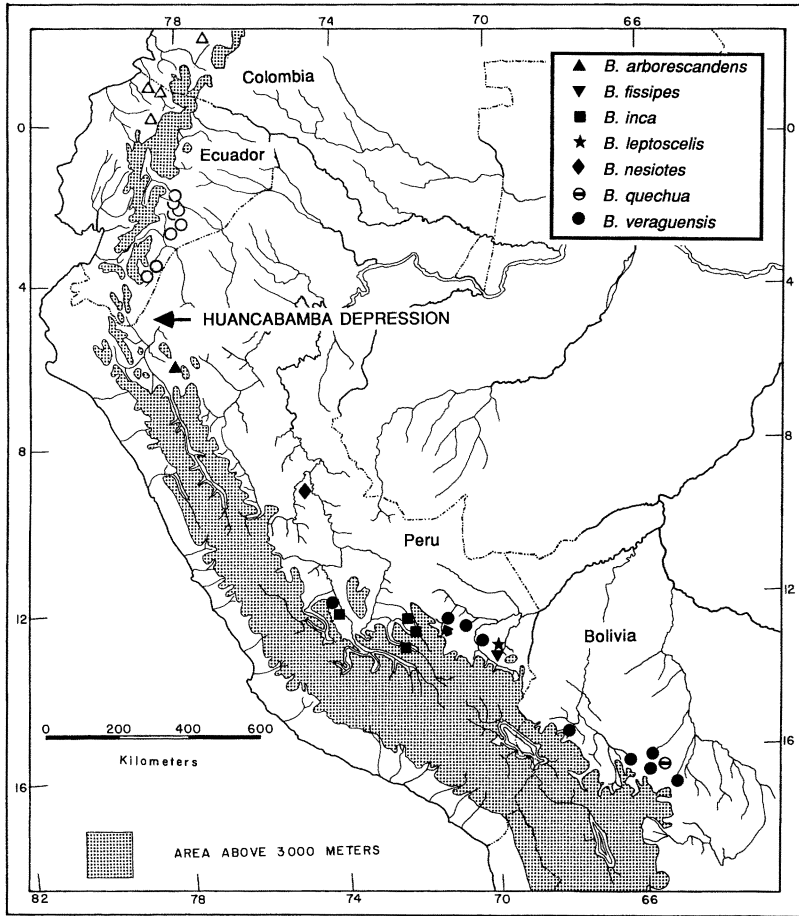 78 74 70 66
Colombia
B. arborescandens
B. fissipes
B. inca
B. leptoscelis
B. nesiotes
B. quechua
B. veraguensis
0 0
Ecuador
4 4
HUANCABAMBA DEPRESSION
8 8
Peru
12 12
Bolivia
0 200 400 600
Kilometers
16
16
AREA ABOVE 3000 METERS
82 78 74 70 66